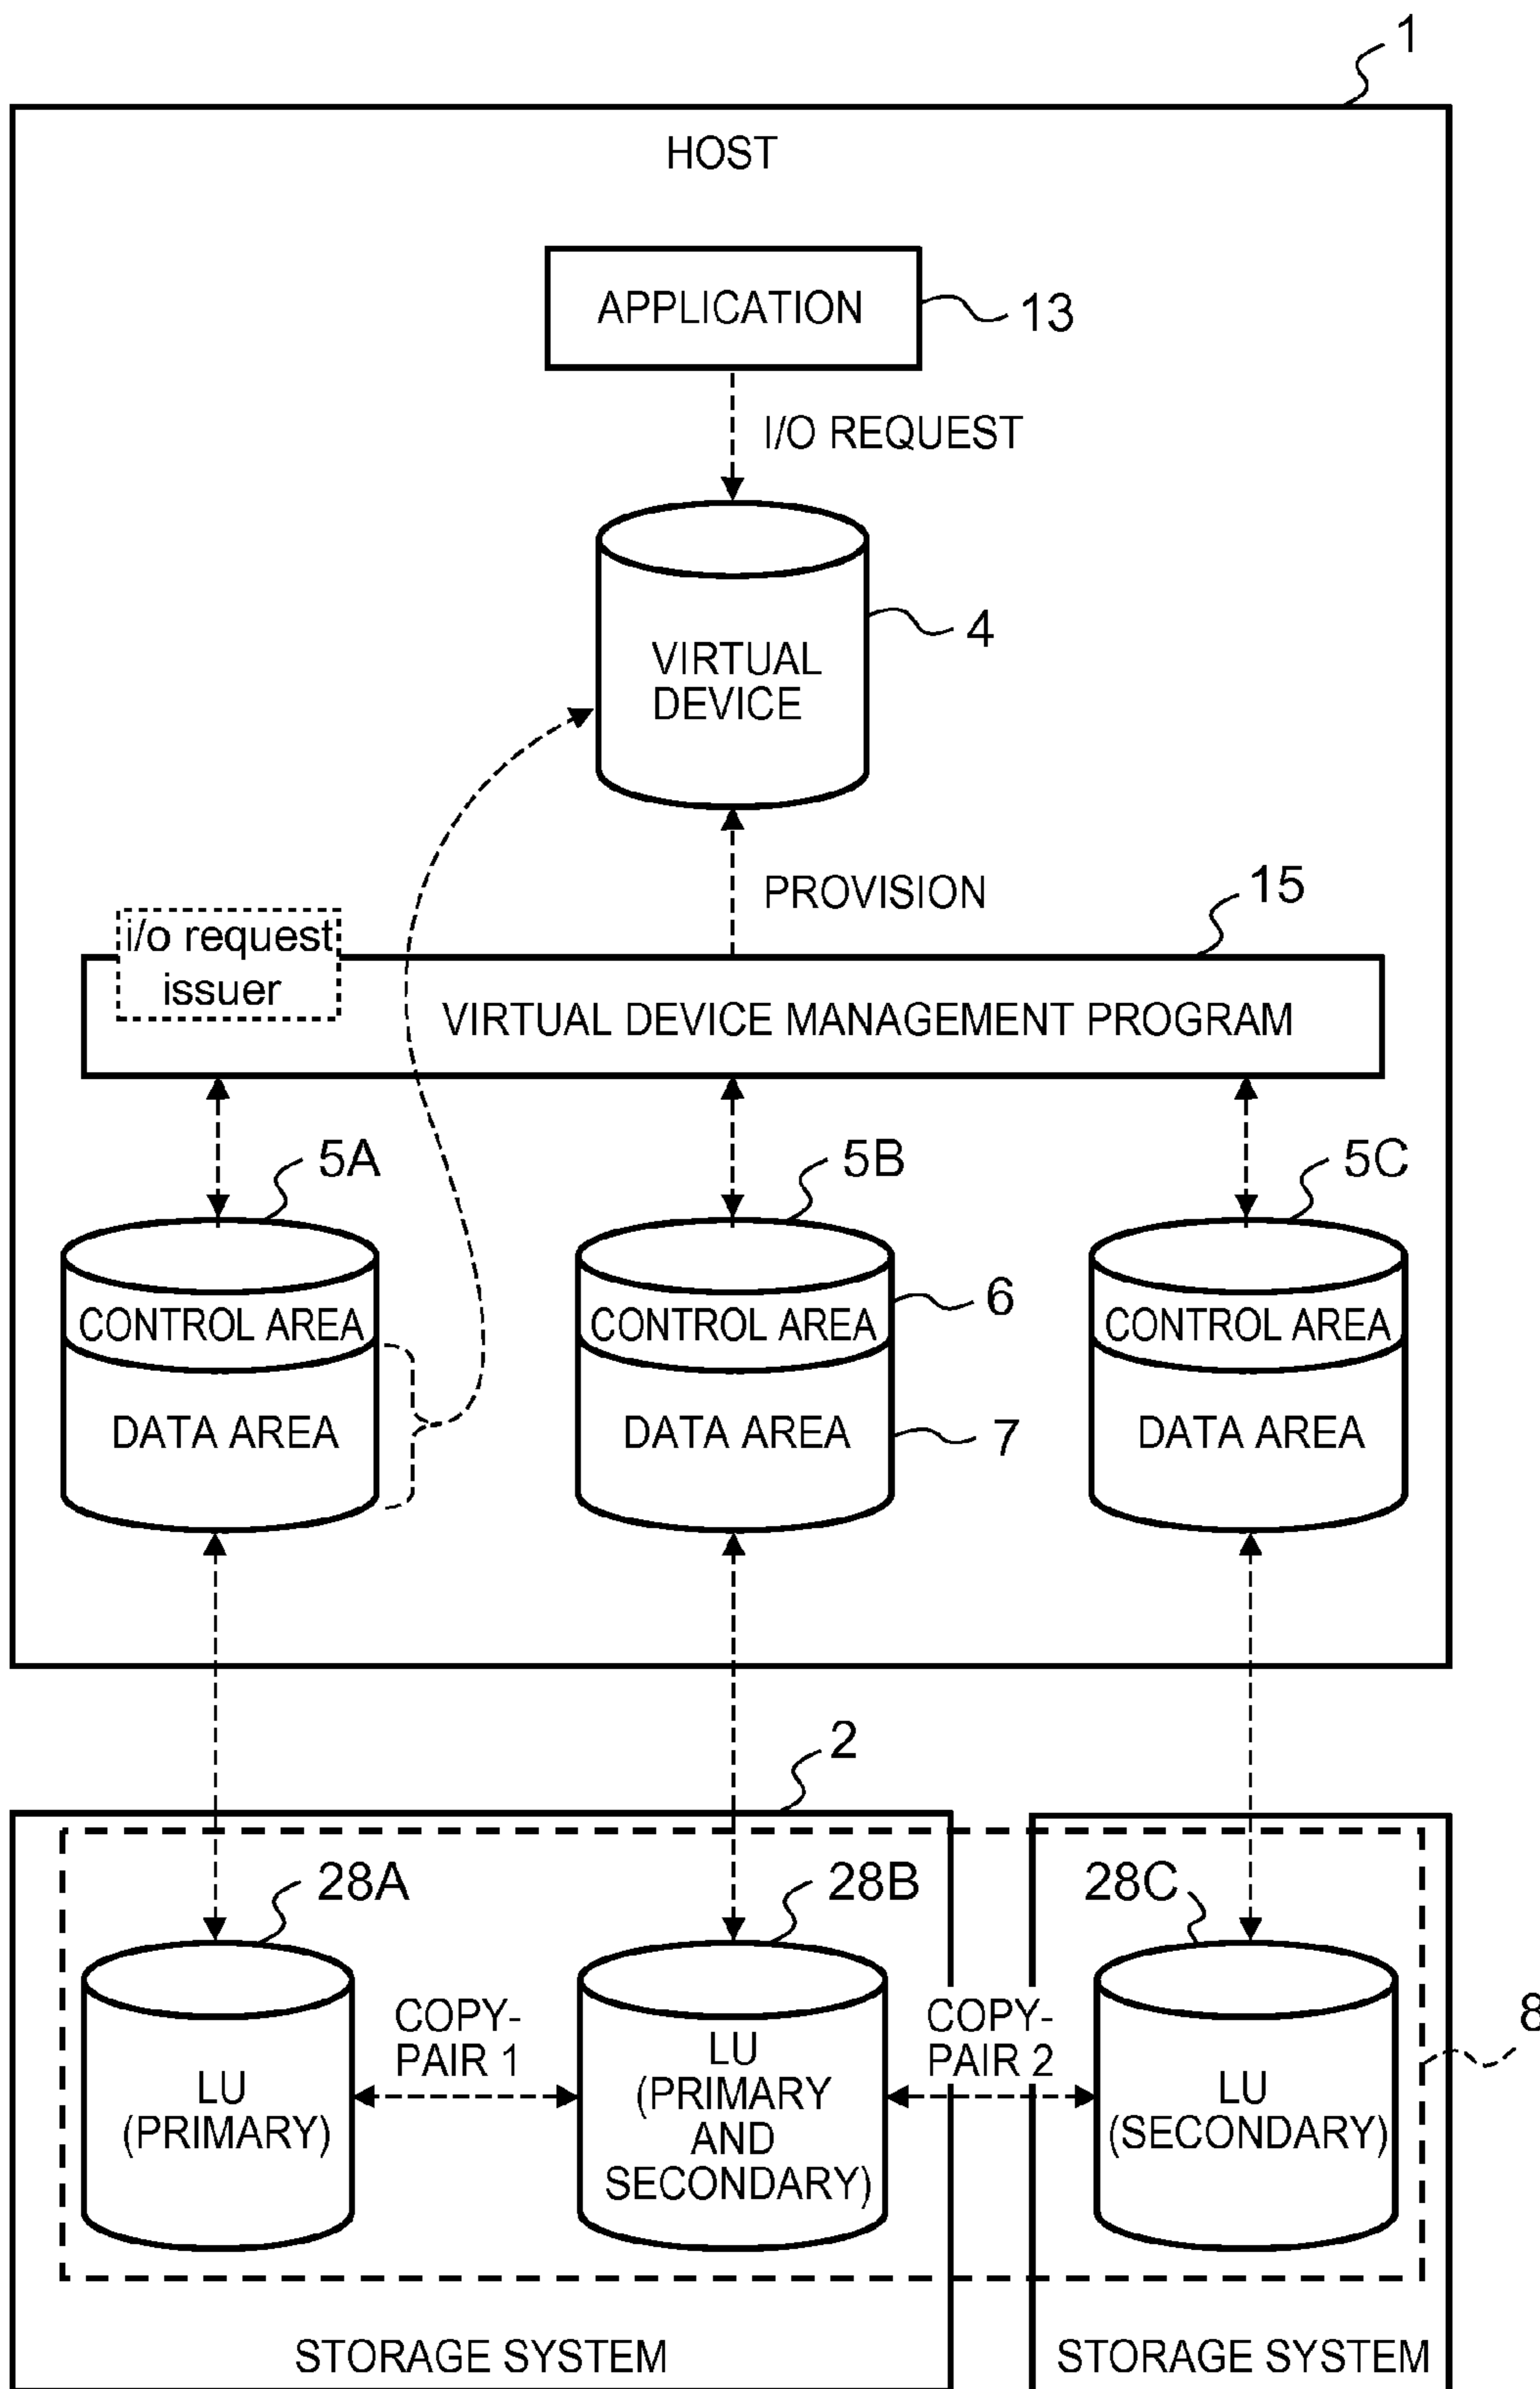 1
HOST
APPLICATION
13
I/O REQUEST
4
VIRTUAL
DEVICE
PROVISION
15
i/o request
issuer
VIRTUAL DEVICE MANAGEMENT PROGRAM
5A
5B
5C
CONTROL AREA
CONTROL AREA
6
CONTROL AREA
DATA AREA
DATA AREA
7
DATA AREA
2
28A
28B
28C
8
COPY-
PAIR 1
COPY-
PAIR 2
LU
(PRIMARY)
LU
(PRIMARY
AND
SECONDARY)
LU
(SECONDARY)
STORAGE SYSTEM
STORAGE SYSTEM